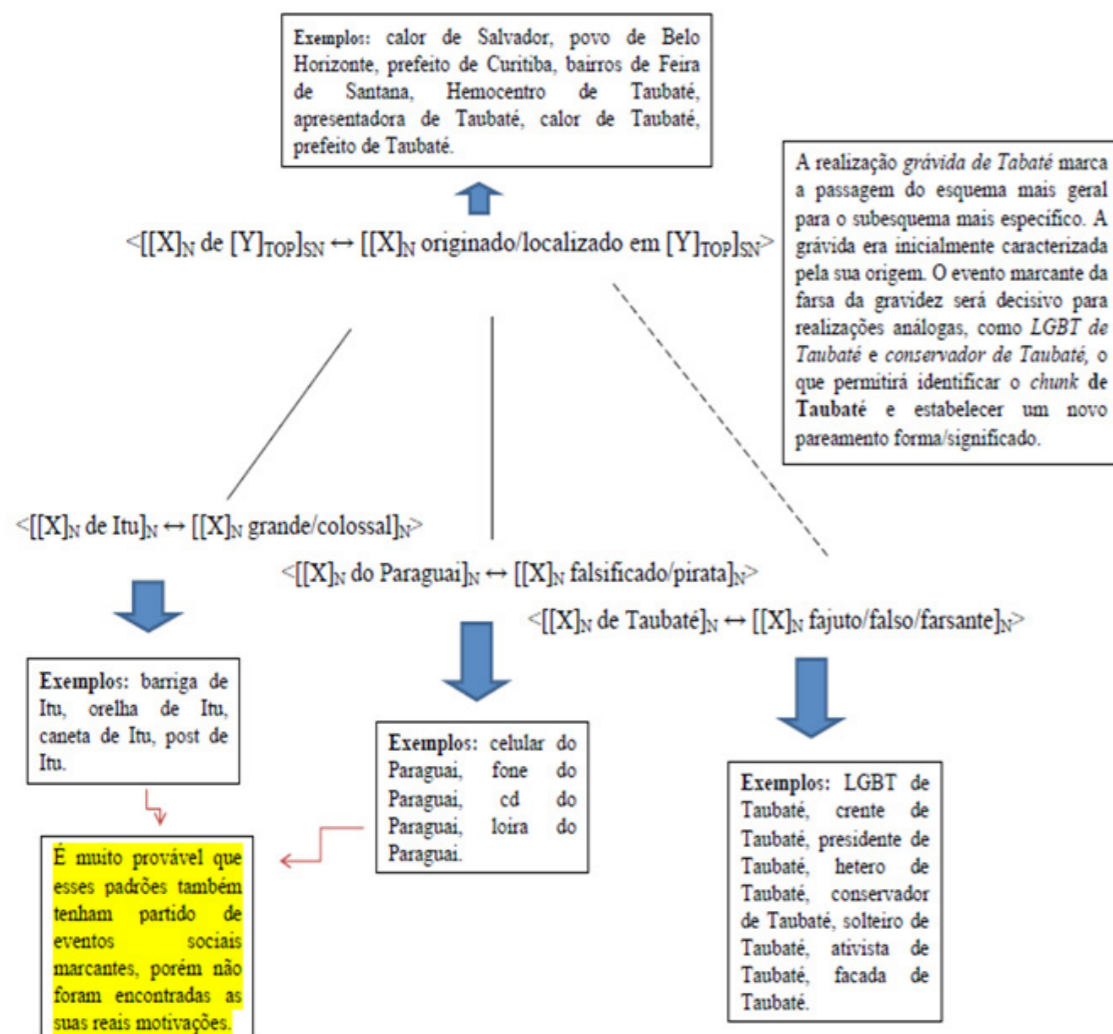 Exemplos: calor de Salvador, povo de Belo
Horizonte, prefeito de Curitiba, bairros de Feira
de Santana, Hemocentro de Taubaté,
apresentadora de Taubaté, calor de Taubaté,
prefeito de Taubaté.
A realização grávida de Tabaté marca
a passagem do esquema mais geral
para o subesquema mais específico. A
grávida era inicialmente caracterizada
pela sua origem. O evento marcante da
farsa da gravidez será decisivo para
realizações análogas, como LGBT de
Taubaté e conservador de Taubaté, o
que permitirá identificar o chunk de
Taubaté e estabelecer um novo
pareamento forma/significado.
<[[X]N de [Y]TOP]SN ↔ [[X]N originado/localizado em [Y]TOP]SN>
<[[X]N de Itu]N ↔ [[X]N grande/colossal]N>
<[[X]N do Paraguai]N ↔ [[X]N falsificado/pirata]N>
<[[X]N de Taubaté]N ↔ [[X]N fajuto/falso/farsante]N>
Exemplos: barriga de
Itu, orelha de Itu,
caneta de Itu, post de
Itu.
Exemplos: celular do
Paraguai, fone do
Paraguai, cd do
Paraguai, loira do
Paraguai.
Exemplos: LGBT de
Taubaté, crente de
Taubaté, presidente de
Taubaté, hetero de
Taubaté, conservador
de Taubaté, solteiro de
Taubaté, ativista de
Taubaté, facada de
Taubaté.
É muito provável que
esses padrões também
tenham partido de
eventos sociais
marcantes, porém não
foram encontradas as
suas reais motivações.